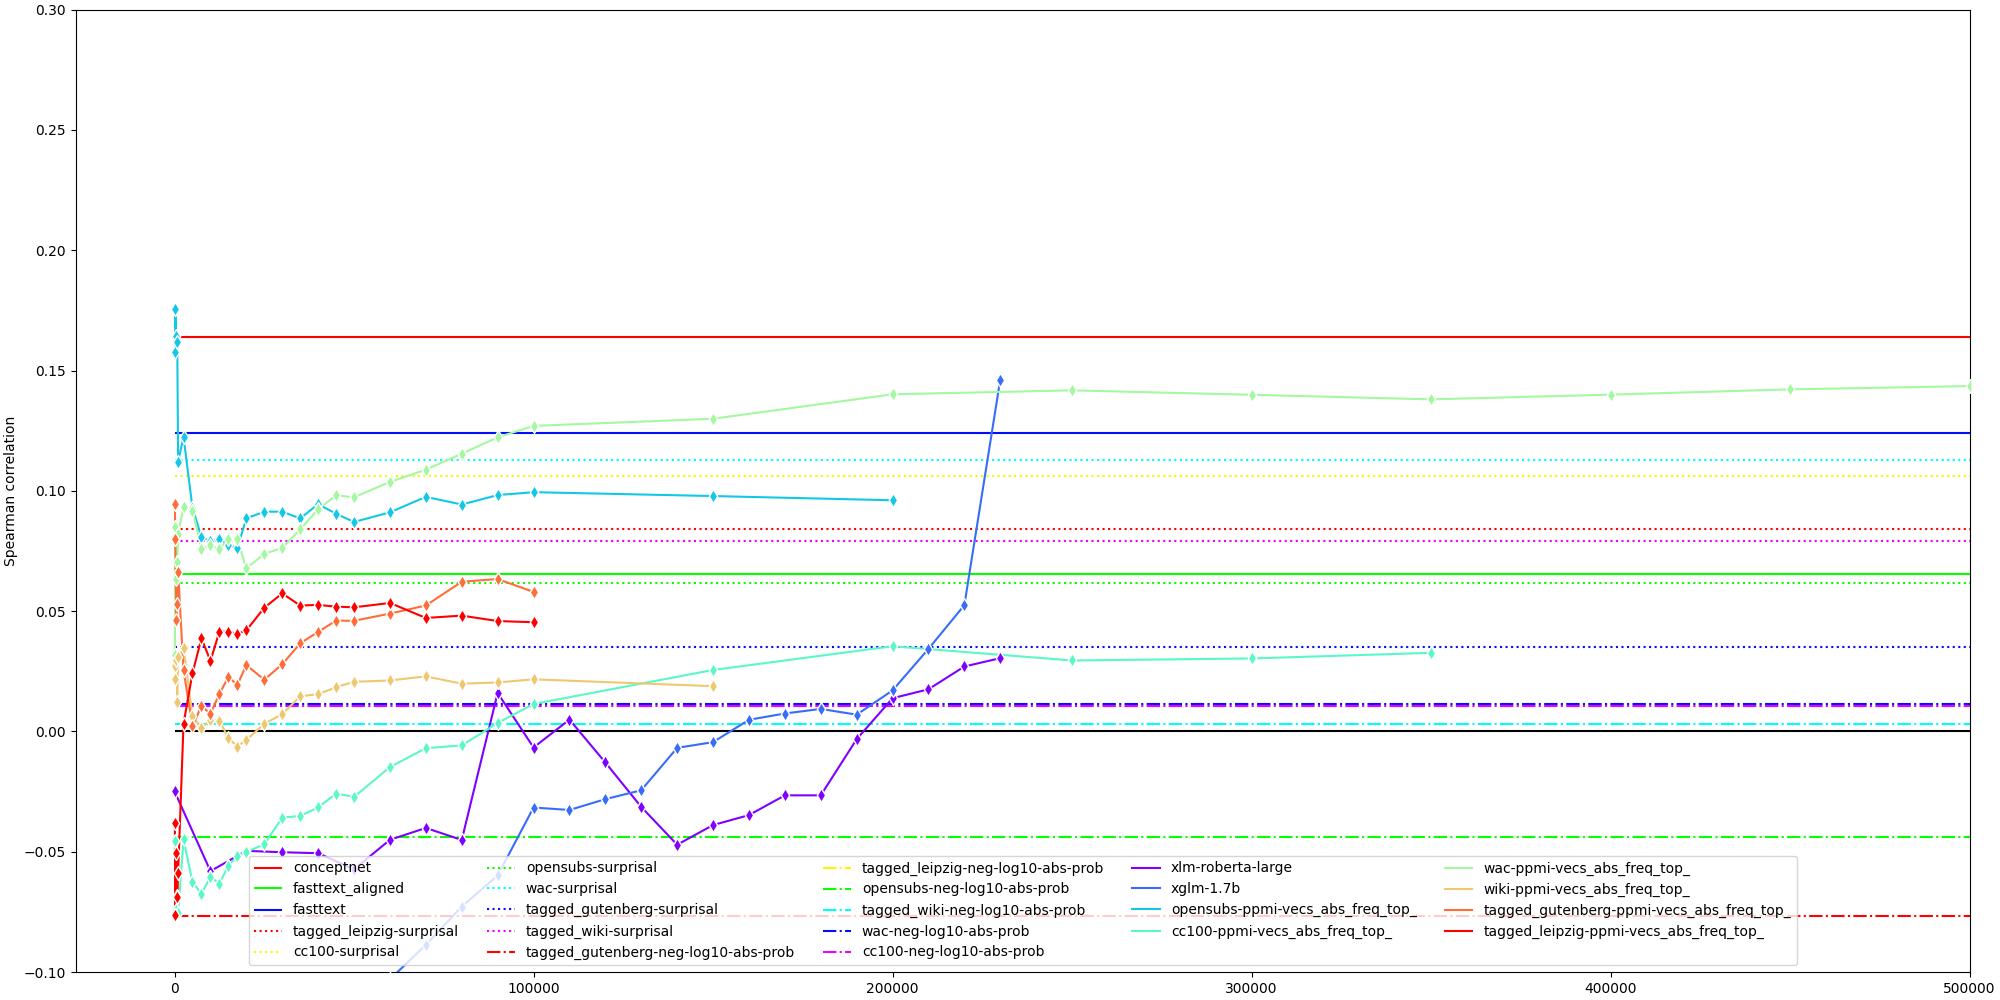 0.30
0.25
0.20
0.15
0.10
0.05
0.00
−0.05
−0.10
Spearman correlation
0
100000
200000
300000
400000
500000
conceptnet
fasttext_aligned
fasttext
tagged_leipzig-surprisal
cc100-surprisal
opensubs-surprisal
wac-surprisal
tagged_gutenberg-surprisal
tagged_wiki-surprisal
tagged_gutenberg-neg-log10-abs-prob
tagged_leipzig-neg-log10-abs-prob
opensubs-neg-log10-abs-prob
tagged_wiki-neg-log10-abs-prob
wac-neg-log10-abs-prob
cc100-neg-log10-abs-prob
xlm-roberta-large
xglm-1.7b
opensubs-ppmi-vecs_abs_freq_top_
cc100-ppmi-vecs_abs_freq_top_
wac-ppmi-vecs_abs_freq_top_
wiki-ppmi-vecs_abs_freq_top_
tagged_gutenberg-ppmi-vecs_abs_freq_top_
tagged_leipzig-ppmi-vecs_abs_freq_top_